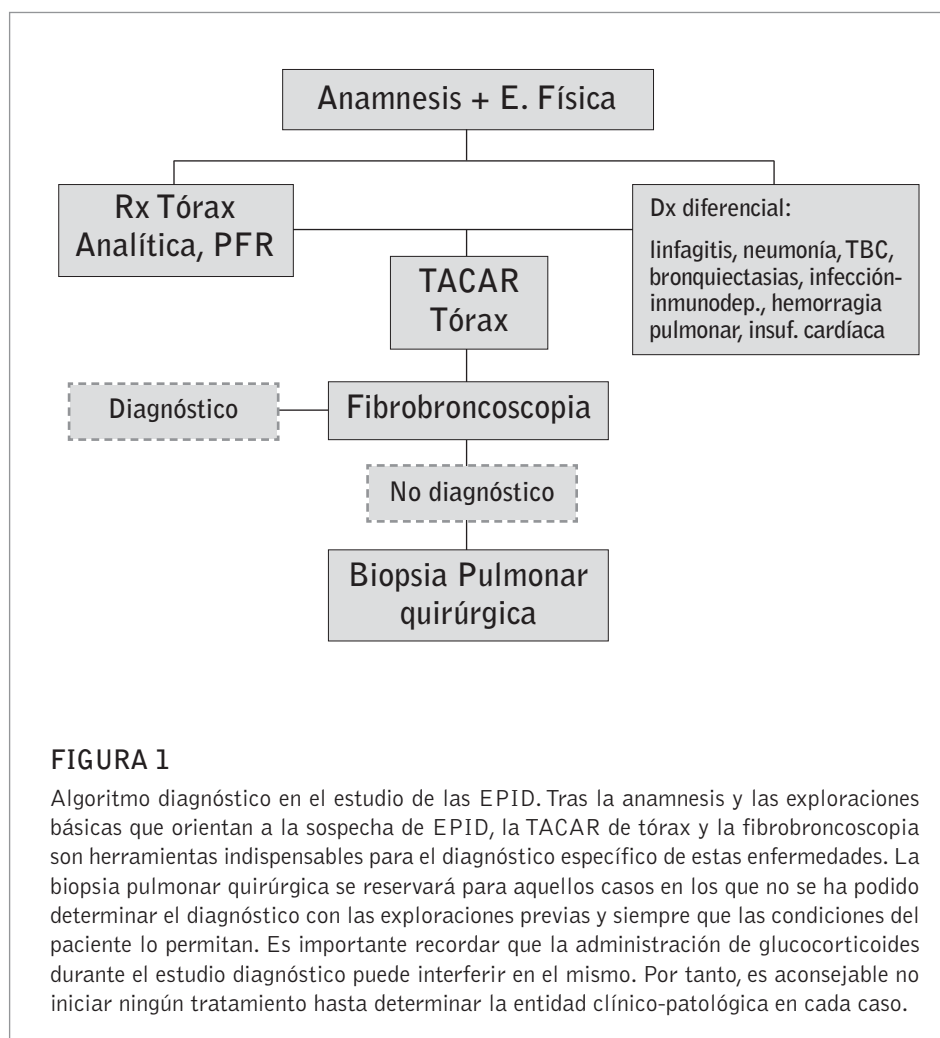 Anamnesis + E. Física
Rx Tórax
Analítica, PFR
Dx diferencial:
linfagitis, neumonía, TBC,
bronquiectasias, infección-
inmunodep., hemorragia
pulmonar, insuf. cardíaca
TACAR
Tórax
Diagnóstico
Fibrobroncoscopia
No diagnóstico
Biopsia Pulmonar
quirúrgica
FIGURA 1
Algoritmo diagnóstico en el estudio de las EPID. Tras la anamnesis y las exploraciones
básicas que orientan a la sospecha de EPID, la TACAR de tórax y la fibrobroncoscopia
son herramientas indispensables para el diagnóstico específico de estas enfermedades. La
biopsia pulmonar quirúrgica se reservará para aquellos casos en los que no se ha podido
determinar el diagnóstico con las exploraciones previas y siempre que las condiciones del
paciente lo permitan. Es importante recordar que la administración de glucocorticoides
durante el estudio diagnóstico puede interferir en el mismo. Por tanto, es aconsejable no
iniciar ningún tratamiento hasta determinar la entidad clínico-patológica en cada caso.